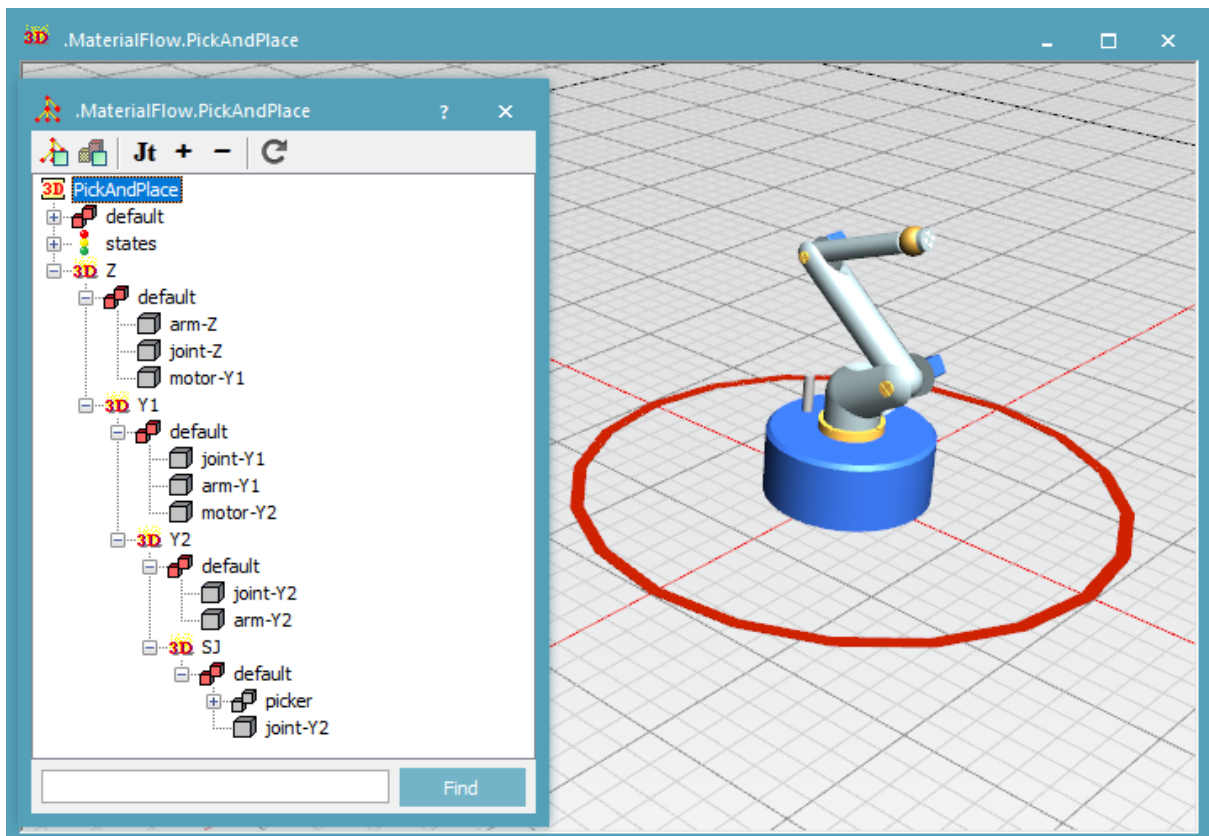 3D .MaterialFlow.PickAndPlace
.MaterialFlow.PickAndPlace ?
Jt + −
3D PickAndPlace
default
states
3D Z
default
arm-Z
joint-Z
motor-Y1
3D Y1
default
joint-Y1
arm-Y1
motor-Y2
3D Y2
default
joint-Y2
arm-Y2
3D SJ
default
picker
joint-Y2
Find